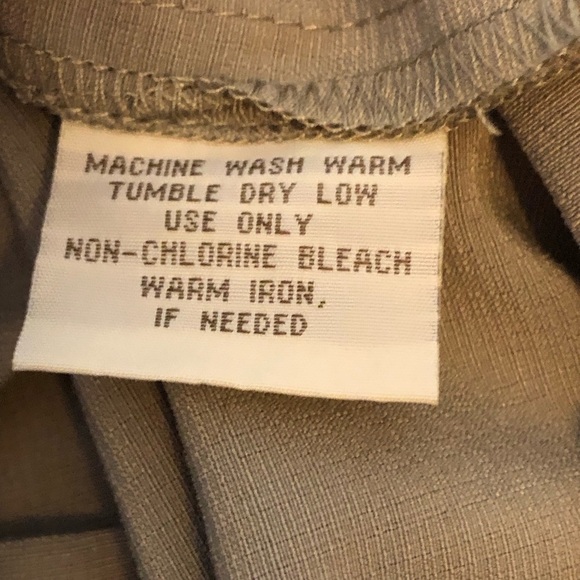 MACHINE WASH WARM
TUMBLE DRY LOW
USE ONLY
NON-CHLORINE BLEACH
WARM IRON,
IF NEEDED